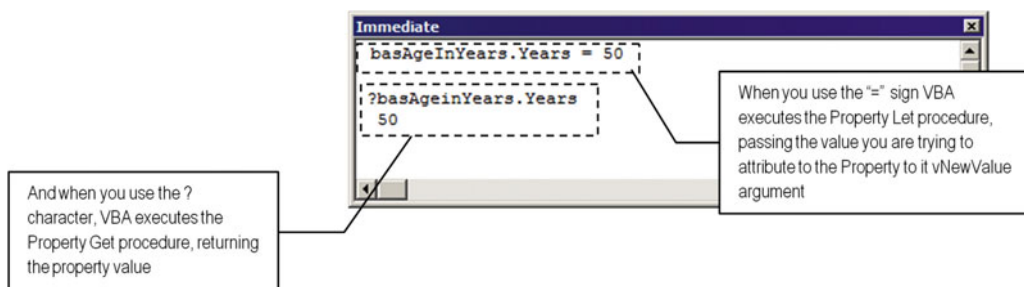 Immediate
basAgeInYears.Years = 50
?basAgeinYears.Years
50
When you use the "=" sign VBA
executes the Property Let procedure,
passing the value you are trying to
attribute to the Property to it vNewValue
argument
And when you use the ?
character, VBA executes the
Property Get procedure, returning
the property value